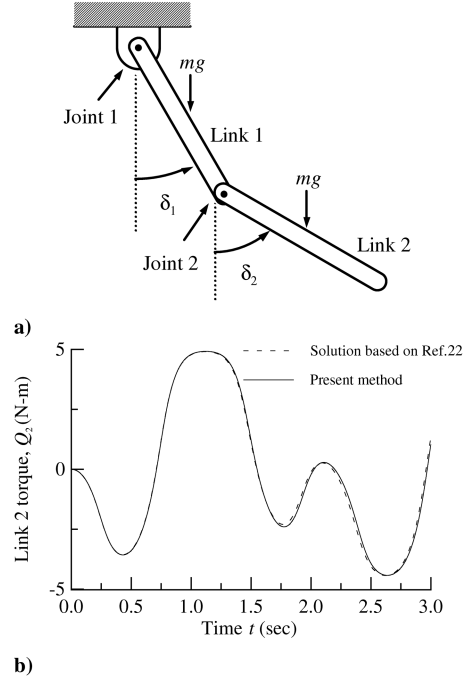 mg
Joint 1
Link 1
mg
δ1
Joint 2
δ2
Link 2
a)
5
Solution based on Ref.22
Present method
Link 2 torque, Q2 (N-m)
0
-5
0.0 0.5 1.0 1.5 2.0 2.5 3.0
Time t (sec)
b)